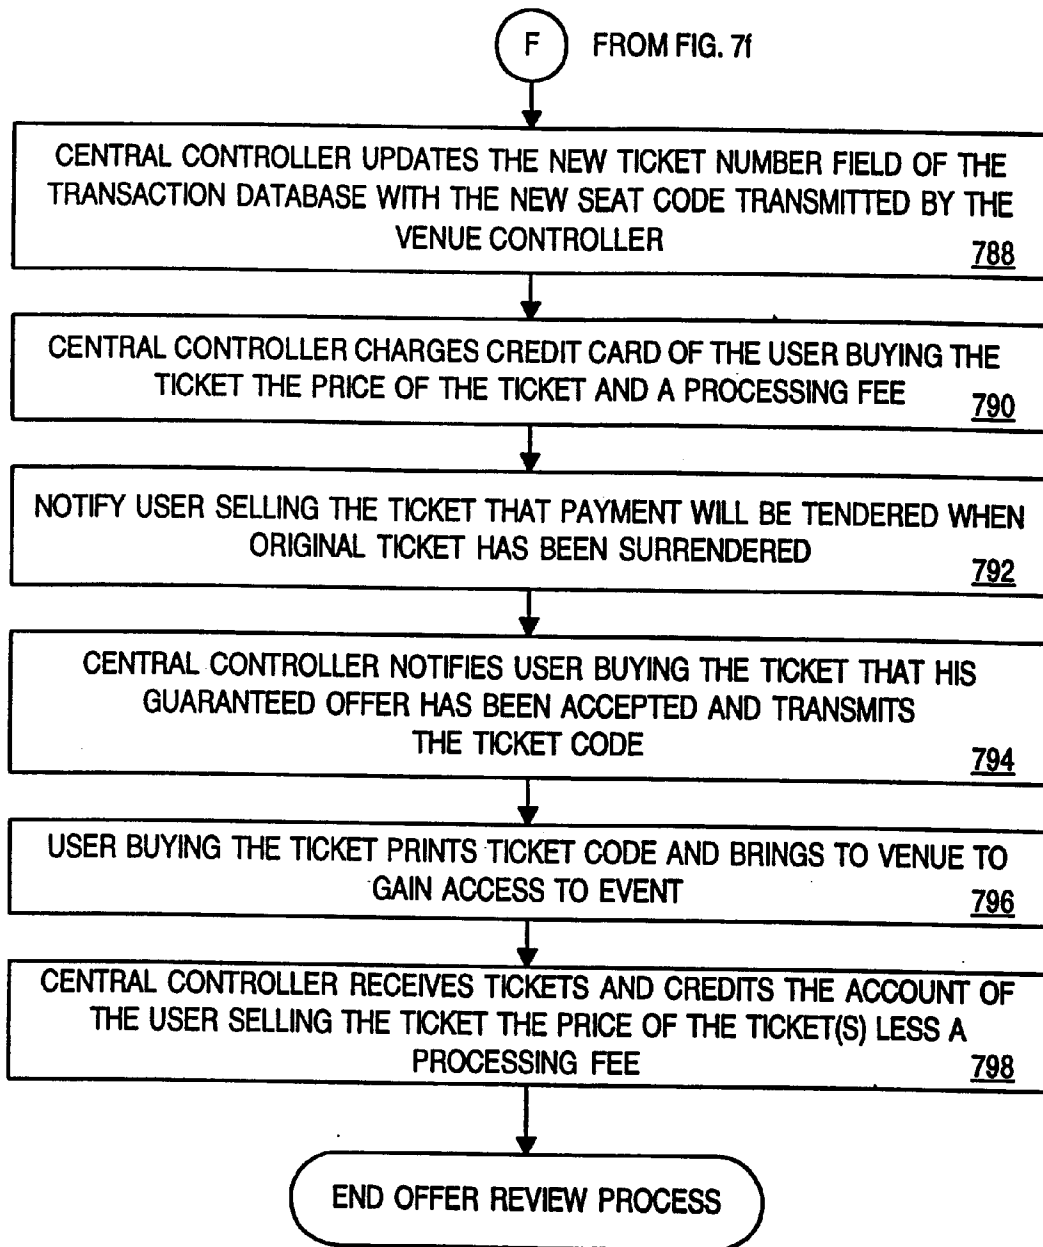 F FROM FIG. 7f
CENTRAL CONTROLLER UPDATES THE NEW TICKET NUMBER FIELD OF THE
TRANSACTION DATABASE WITH THE NEW SEAT CODE TRANSMITTED BY THE
VENUE CONTROLLER 788
CENTRAL CONTROLLER CHARGES CREDIT CARD OF THE USER BUYING THE
TICKET THE PRICE OF THE TICKET AND A PROCESSING FEE 790
NOTIFY USER SELLING THE TICKET THAT PAYMENT WILL BE TENDERED WHEN
ORIGINAL TICKET HAS BEEN SURRENDERED 792
CENTRAL CONTROLLER NOTIFIES USER BUYING THE TICKET THAT HIS
GUARANTEED OFFER HAS BEEN ACCEPTED AND TRANSMITS
THE TICKET CODE 794
USER BUYING THE TICKET PRINTS TICKET CODE AND BRINGS TO VENUE TO
GAIN ACCESS TO EVENT 796
CENTRAL CONTROLLER RECEIVES TICKETS AND CREDITS THE ACCOUNT OF
THE USER SELLING THE TICKET THE PRICE OF THE TICKET(S) LESS A
PROCESSING FEE 798
END OFFER REVIEW PROCESS